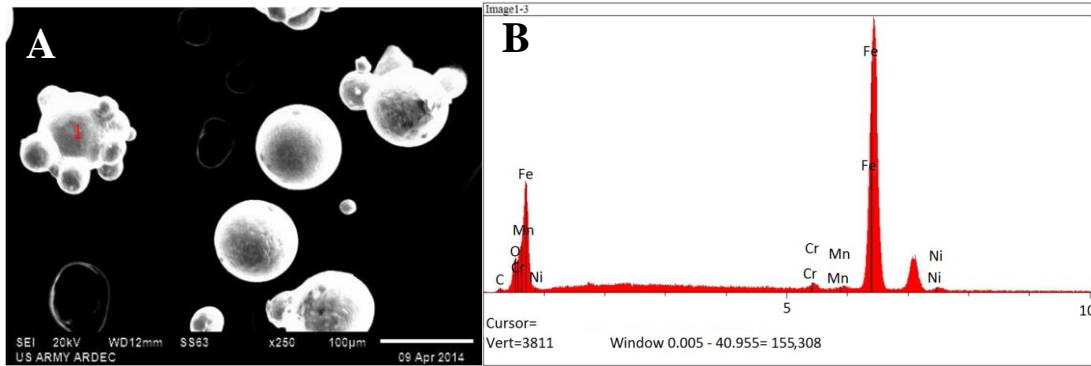 A
1
SEI 20kV WD12mm SS63 x250 100µm
US ARMY ARDEC 09 Apr 2014
Image1-3
B
Fe
Fe
Fe
Mn
O
Cr
C
Ni
Cr
Cr
Mn
Mn
Ni
Ni
5
10
Cursor=
Vert=3811 Window 0.005 - 40.955= 155,308